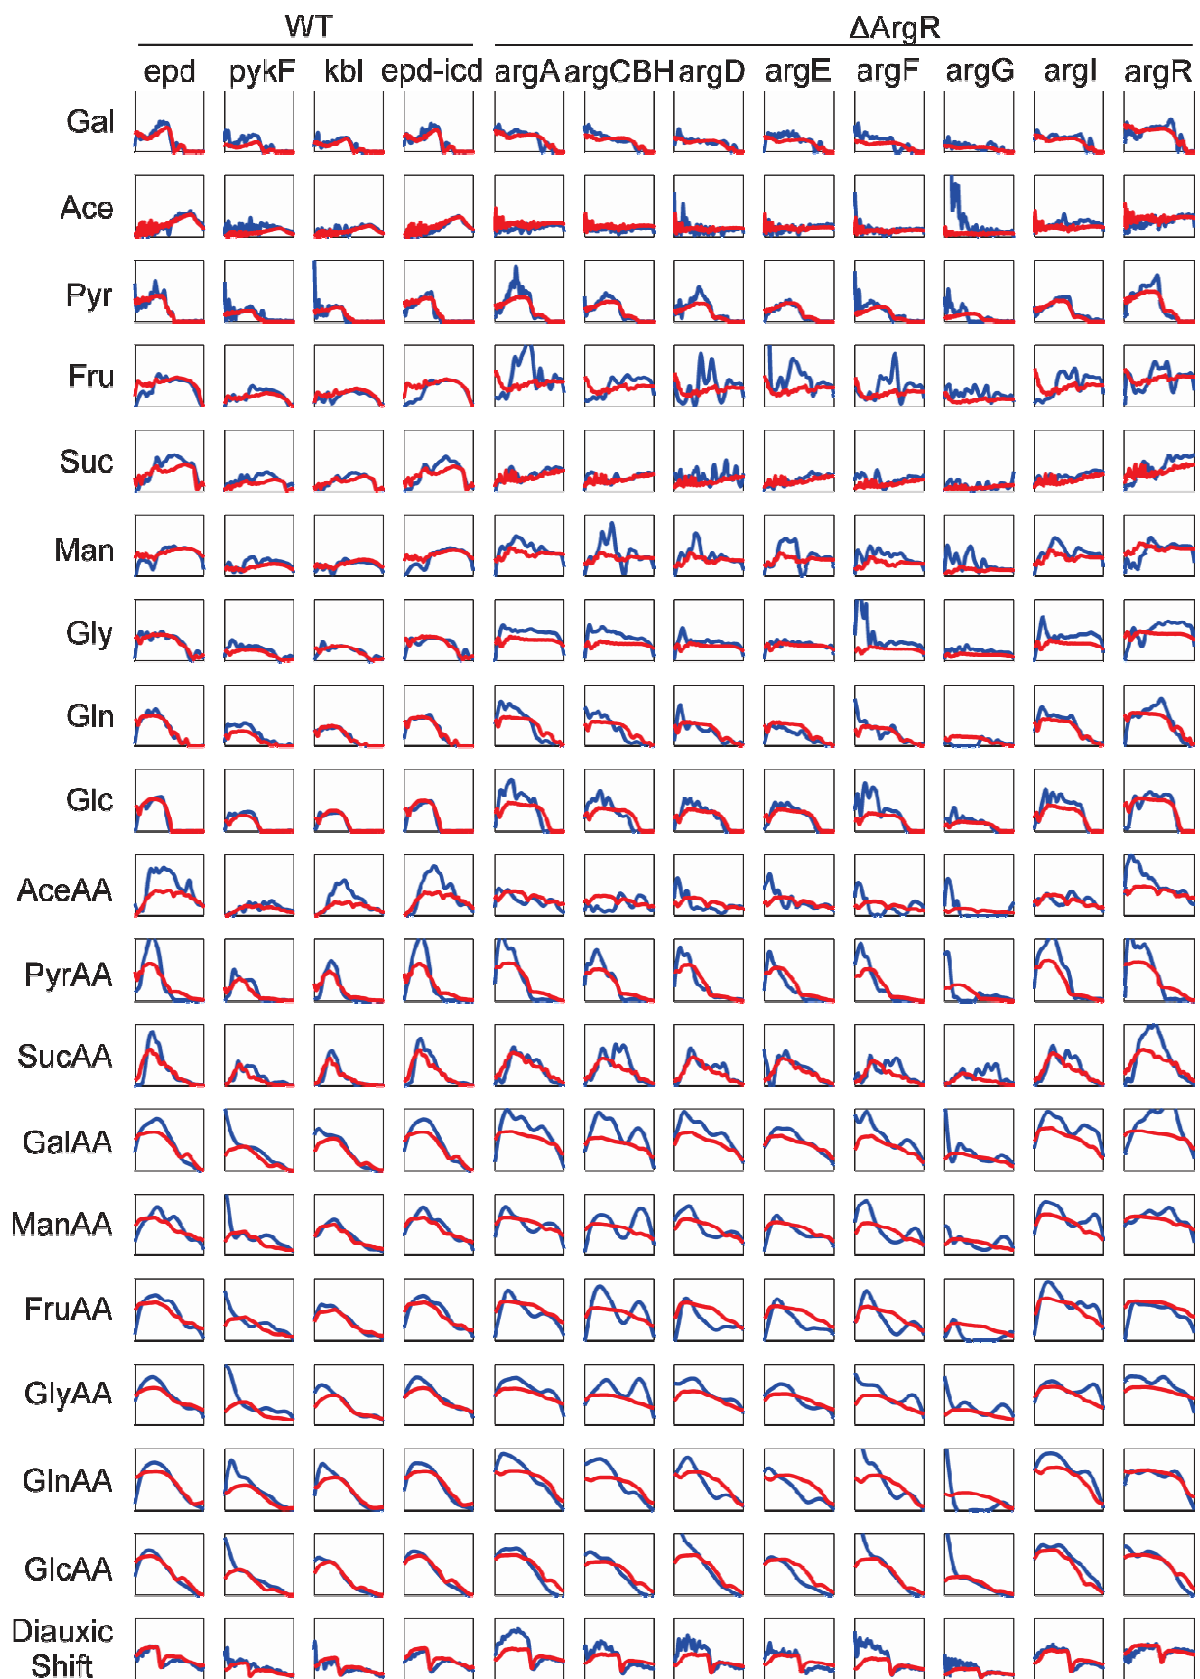 WT ΔArgR
epd pykF kbl epd-icd argA argCBH argD argE argF argG argI argR
Gal
Ace
Pyr
Fru
Suc
Man
Gly
Gln
Glc
AceAA
PyrAA
SucAA
GalAA
ManAA
FruAA
GlyAA
GlnAA
GlcAA
Diauxic
Shift